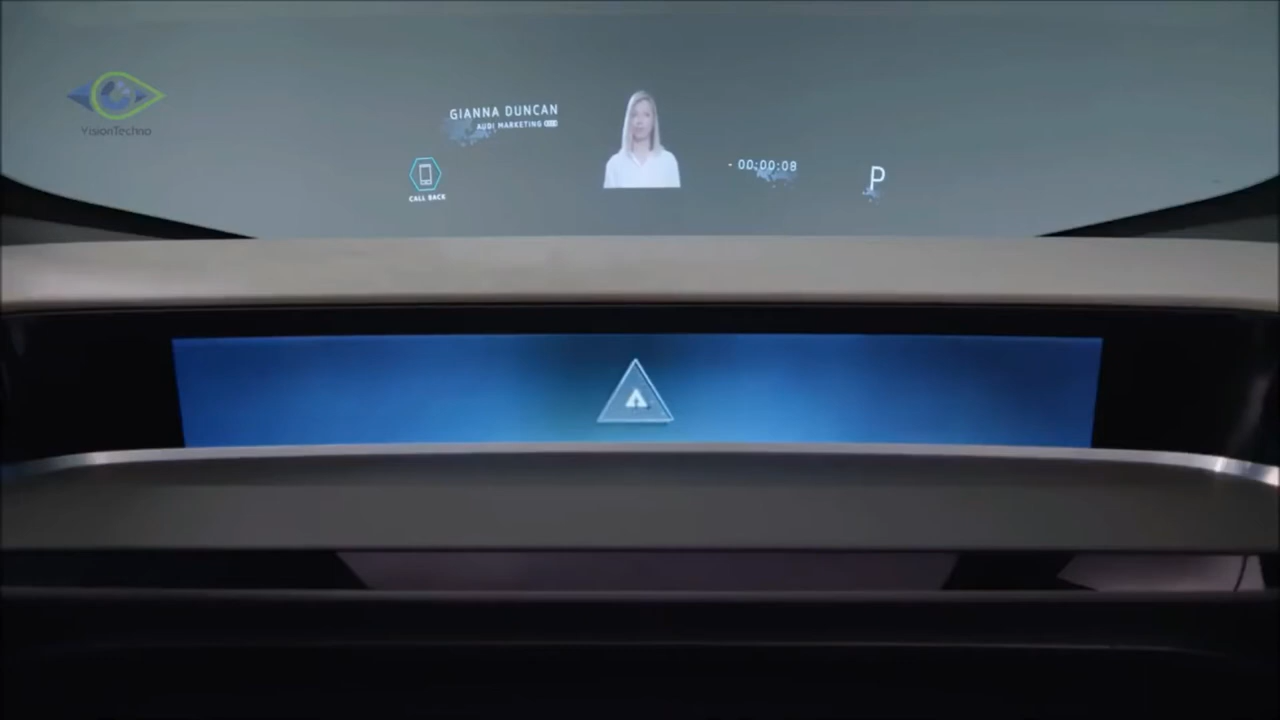 VisionTechno
GIANNA DUNCAN
AUDI MARKETING
CALL BACK
- 00:00:08
P